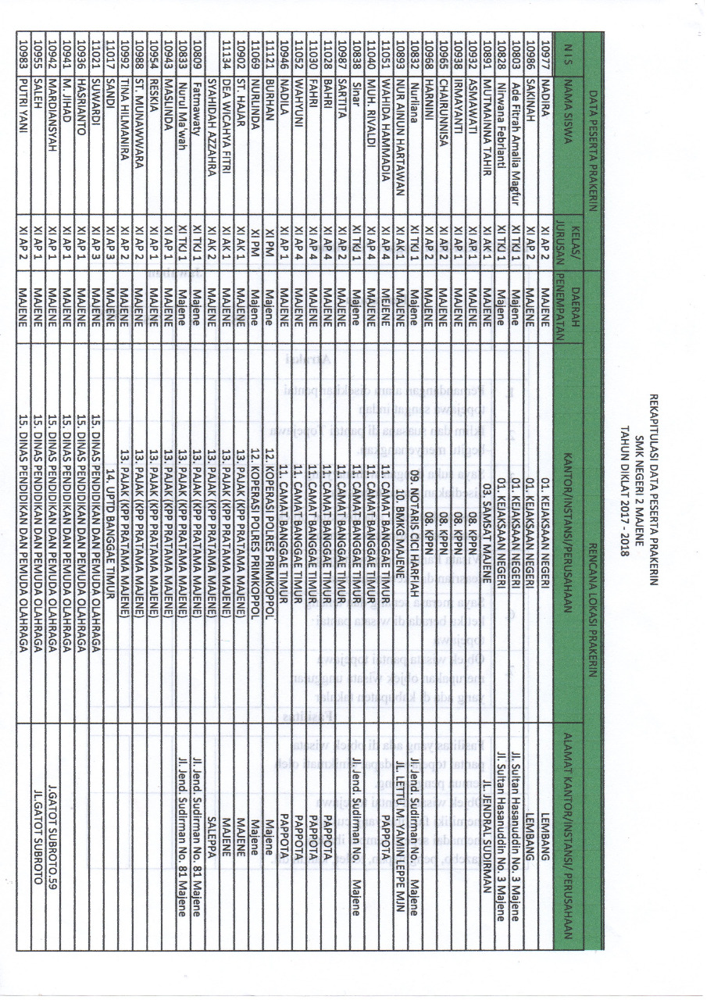 REKAPITULASI DATA PESERTA PRAKERIN
SMK NEGERI 2 MAJENE
TAHUN DIKLAT 2017 - 2018
DATA PESERTA PRAKERIN RENCANA LOKASI PRAKERIN
N I S NAMA SISWA KELAS/ JURUSAN DAERAH PENEMPATAN KANTOR/INSTANSI/PERUSAHAAN ALAMAT KANTOR/INSTANSI/ PERUSAHAAN
10977 NADIRA XI AP 2 MAJENE 01. KEJAKSAAN NEGERI LEMBANG
10986 SAKINAH XI AP 2 MAJENE 01. KEJAKSAAN NEGERI LEMBANG
10803 Ade Fitrah Amalia Magfur XI TKJ 1 Majene 01. KEJAKSAAN NEGERI Jl. Sultan Hasanuddin No. 3 Majene
10828 Nirwana Febrianti XI TKJ 1 Majene 01. KEJAKSAAN NEGERI Jl. Sultan Hasanuddin No. 3 Majene
10891 MUTMAINNA TAHIR XI AK 1 MAJENE 03. SAMSAT MAJENE JL. JENDRAL SUDIRMAN
10932 ASMAWATI XI AP 1 MAJENE 08. KPPN
10938 IRMAYANTI XI AP 1 MAJENE 08. KPPN
10965 CHAIRUNNISA XI AP 2 MAJENE 08. KPPN
10968 HARNINI XI AP 2 MAJENE 08. KPPN
10832 Nurliana XI TKJ 1 Majene 09. NOTARIS CICI HARFIAH Jl. Jend. Sudirman No. Majene
10893 NUR AINUN HARTAWAN XI AK 1 MAJENE 10. BMKG MAJENE JL. LETTU M.YAMIN LEPPE MJN
11051 WAHIDA HAMMADIA XI AP 4 MEJENE 11. CAMAT BANGGAE TIMUR PAPPOTA
11040 MUH. RIVALDI XI AP 4 MAJENE 11. CAMAT BANGGAE TIMUR
10838 Sinar XI TKJ 1 Majene 11. CAMAT BANGGAE TIMUR Jl. Jend. Sudirman No. Majene
10987 SARTITA XI AP 2 MAJENE 11. CAMAT BANGGAE TIMUR
11028 BAHRI XI AP 4 MAJENE 11. CAMAT BANGGAE TIMUR PAPPOTA
11030 FAHRI XI AP 4 MAJENE 11. CAMAT BANGGAE TIMUR PAPPOTA
11052 WAHYUNI XI AP 4 MAJENE 11. CAMAT BANGGAE TIMUR PAPPOTA
10946 NADILA XI AP 1 MAJENE 11. CAMAT BANGGAE TIMUR PAPPOTA
11121 BURHAN XI PM Majene 12. KOPERASI POLRES PRIMKOPPOL Majene
11069 NURLINDA XI PM Majene 12. KOPERASI POLRES PRIMKOPPOL Majene
10902 ST. HAJAR XI AK 1 MAJENE 13. PAJAK (KPP PRATAMA MAJENE) MAJENE
11134 DEA WICAHYA FITRI XI AK 2 MAJENE 13. PAJAK (KPP PRATAMA MAJENE) MAJENE
SYAHIDAH AZZAHRA XI AK 2 MAJENE 13. PAJAK (KPP PRATAMA MAJENE) SALEPPA
10809 Fatmawaty XI TKJ 1 Majene 13. PAJAK (KPP PRATAMA MAJENE) Jl. Jend. Sudirman No. 81 Majene
10833 Nurul Ma'wah XI TKJ 1 Majene 13. PAJAK (KPP PRATAMA MAJENE) Jl. Jend. Sudirman No. 81 Majene
10943 MASLINDA XI AP 1 MAJENE 13. PAJAK (KPP PRATAMA MAJENE)
10954 RESKIA XI AP 1 MAJENE 13. PAJAK (KPP PRATAMA MAJENE)
10988 ST. MUNAWWARA XI AP 2 MAJENE 13. PAJAK (KPP PRATAMA MAJENE)
10992 TINA HILMANIRA XI AP 2 MAJENE 13. PAJAK (KPP PRATAMA MAJENE)
11017 SANDI XI AP 3 MAJENE 14. UPTD BANGGAE TIMUR
11021 SUWARDI XI AP 3 MAJENE 15. DINAS PENDIDIKAN DAN PEMUDA OLAHRAGA
10936 HASRIANTO XI AP 1 MAJENE 15. DINAS PENDIDIKAN DAN PEMUDA OLAHRAGA
10941 M. JIHAD XI AP 1 MAJENE 15. DINAS PENDIDIKAN DAN PEMUDA OLAHRAGA
10942 MARDIANSYAH XI AP 1 MAJENE 15. DINAS PENDIDIKAN DAN PEMUDA OLAHRAGA J.GATOT SUBROTO.59
10955 SALEH XI AP 1 MAJENE 15. DINAS PENDIDIKAN DAN PEMUDA OLAHRAGA JL.GATOT SUBROTO
10983 PUTRI YANI XI AP 2 MAJENE 15. DINAS PENDIDIKAN DAN PEMUDA OLAHRAGA